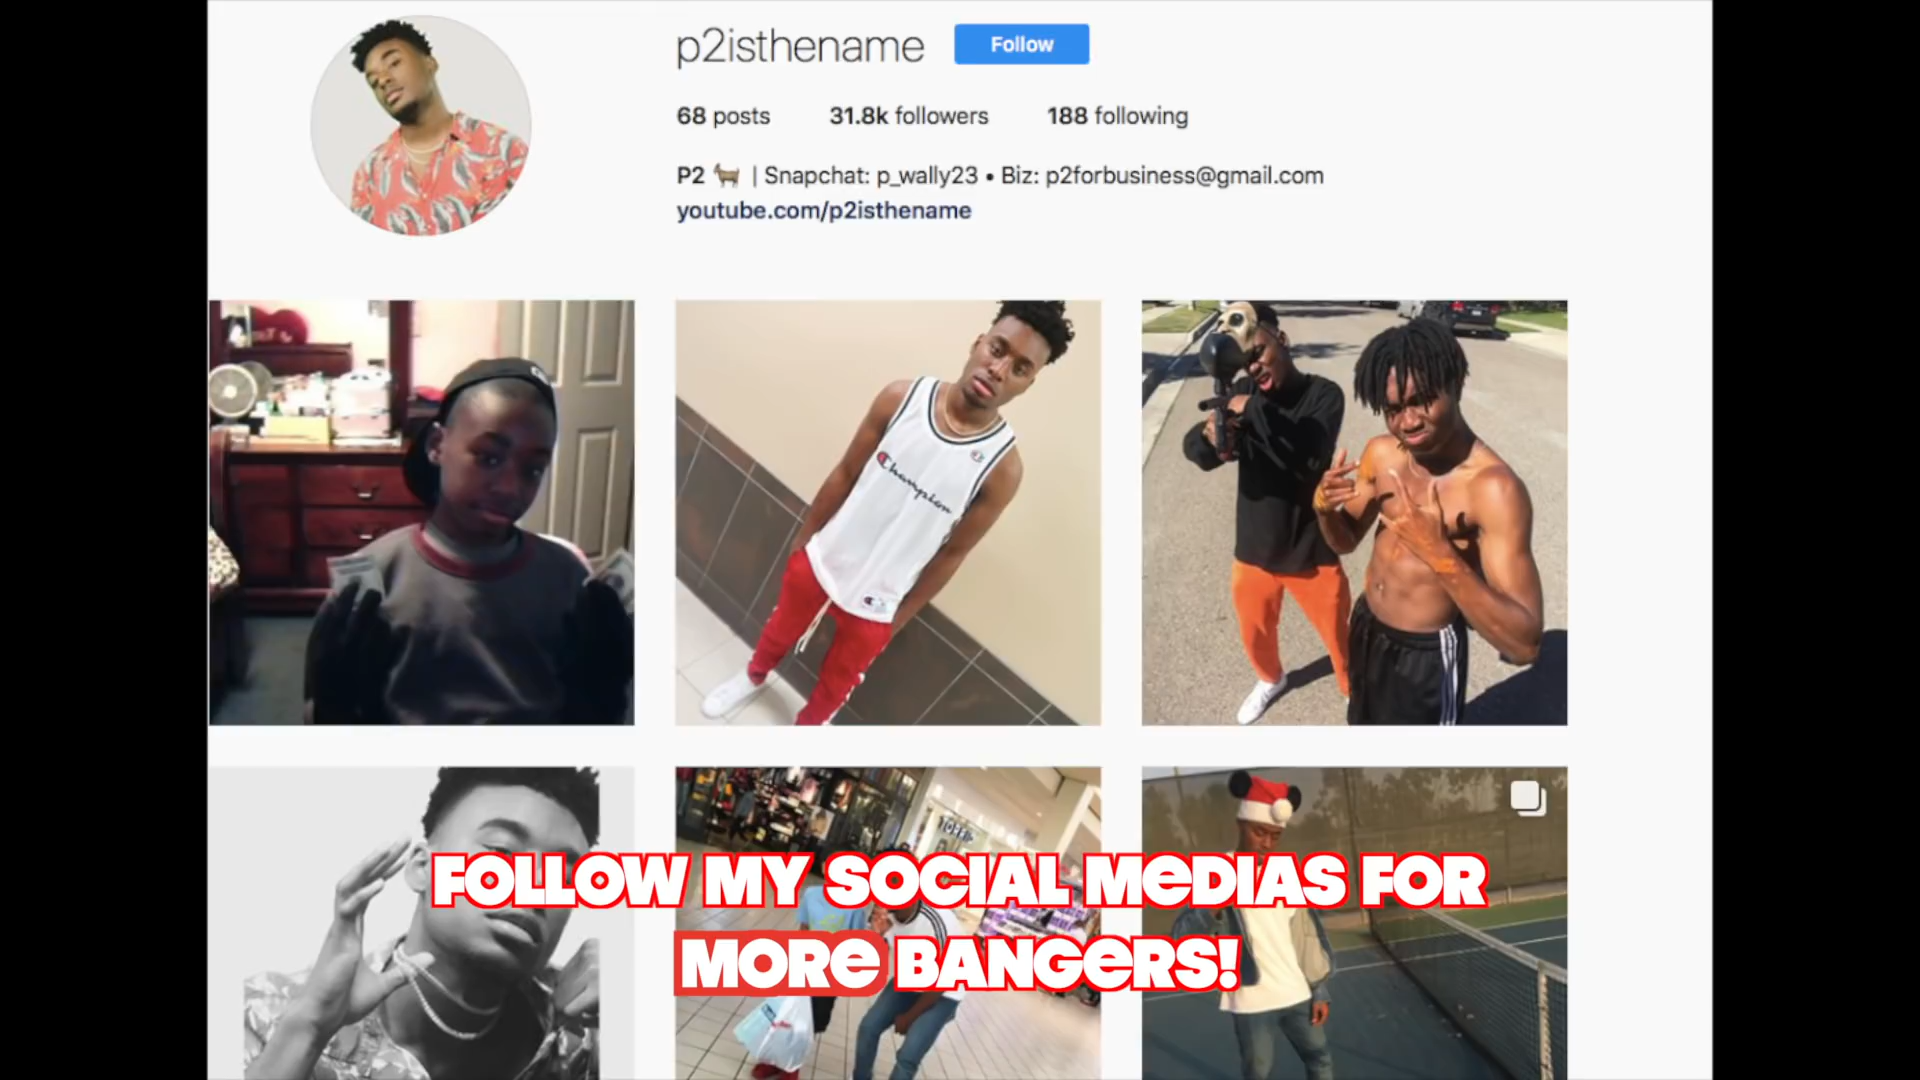 p2isthename Follow
68 posts 31.8k followers 188 following
P2 🐐 | Snapchat: p_wally23 • Biz: p2forbusiness@gmail.com
youtube.com/p2isthename
Champion
FOLLOW MY SOCIAL MEDIAS FOR
MORE BANGERS!